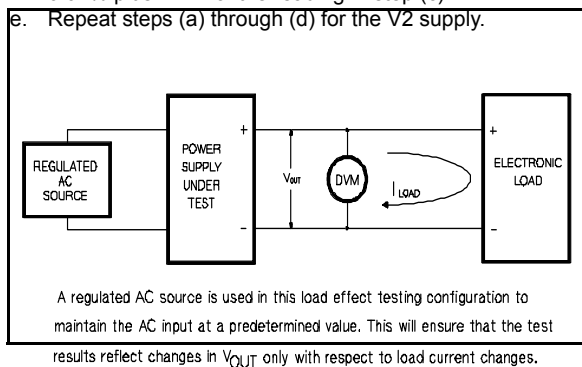 e. Repeat steps (a) through (d) for the V2 supply.
REGULATED
AC
SOURCE
POWER
SUPPLY
UNDER
TEST
+
-
VOUT
DVM
I LOAD
+
-
ELECTRONIC
LOAD
A regulated AC source is used in this load effect testing configuration to
maintain the AC input at a predetermined value. This will ensure that the test
results reflect changes in VOUT only with respect to load current changes.